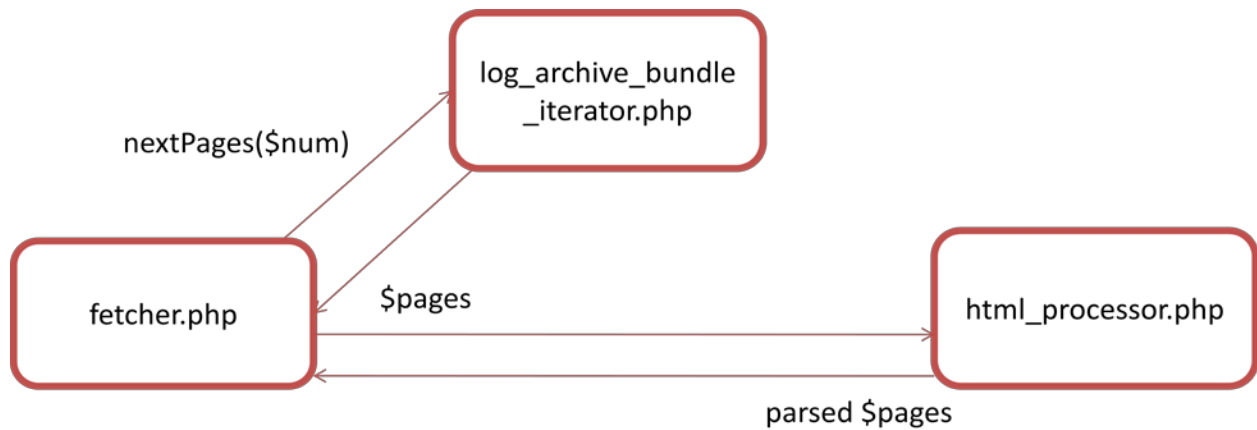 log_archive_bundle
_iterator.php
nextPages($num)
$pages
fetcher.php
html_processor.php
parsed $pages